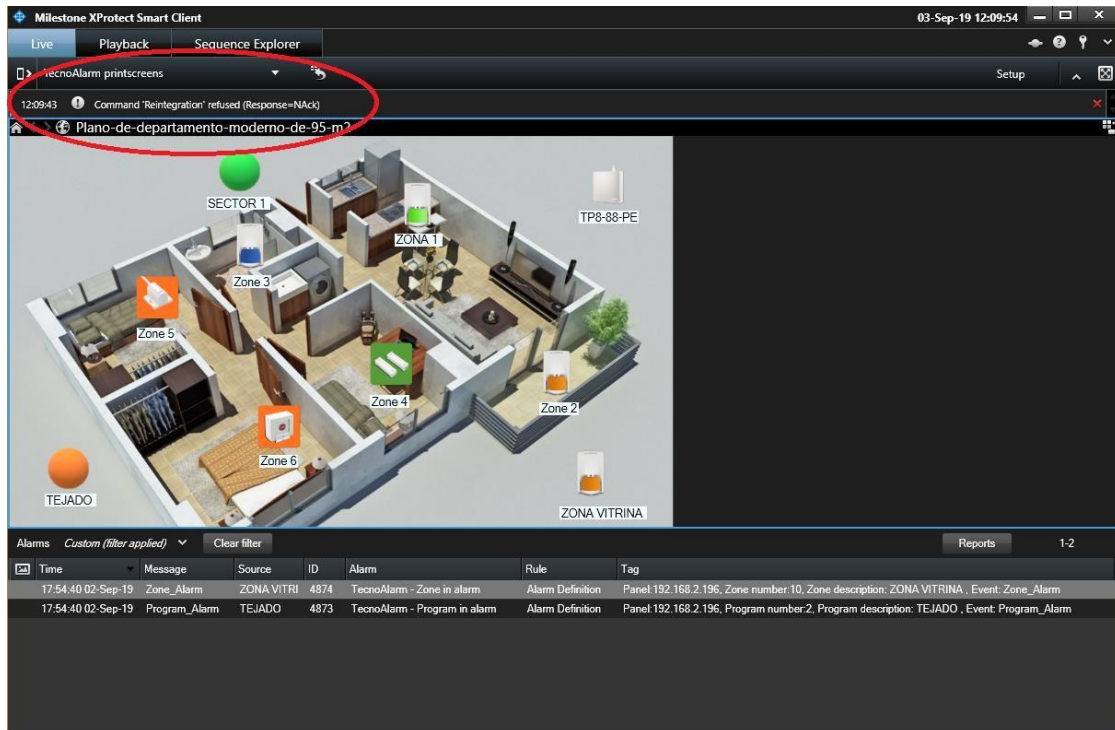 Milestone XProtect Smart Client 03-Sep-19 12:09:54
Live Playback Sequence Explorer
TecnoAlarm printscreens Setup
12:09:43 Command 'Reintegration' refused (Response=NAck)
Plano-de-departamento-moderno-de-95-m2
SECTOR 1
TP8-88-PE
ZONA 1
Zone 3
Zone 5
Zone 4
Zone 2
Zone 6
TEJADO
ZONA VITRINA
Alarms Custom (filter applied) Clear filter Reports 1-2
Time Message Source ID Alarm Rule Tag
17:54:40 02-Sep-19 Zone_Alarm ZONA VITRI 4874 TecnoAlarm - Zone in alarm Alarm Definition Panel:192.168.2.196, Zone number:10, Zone description: ZONA VITRINA , Event: Zone_Alarm
17:54:40 02-Sep-19 Program_Alarm TEJADO 4873 TecnoAlarm - Program in alarm Alarm Definition Panel:192.168.2.196, Program number:2, Program description: TEJADO , Event: Program_Alarm